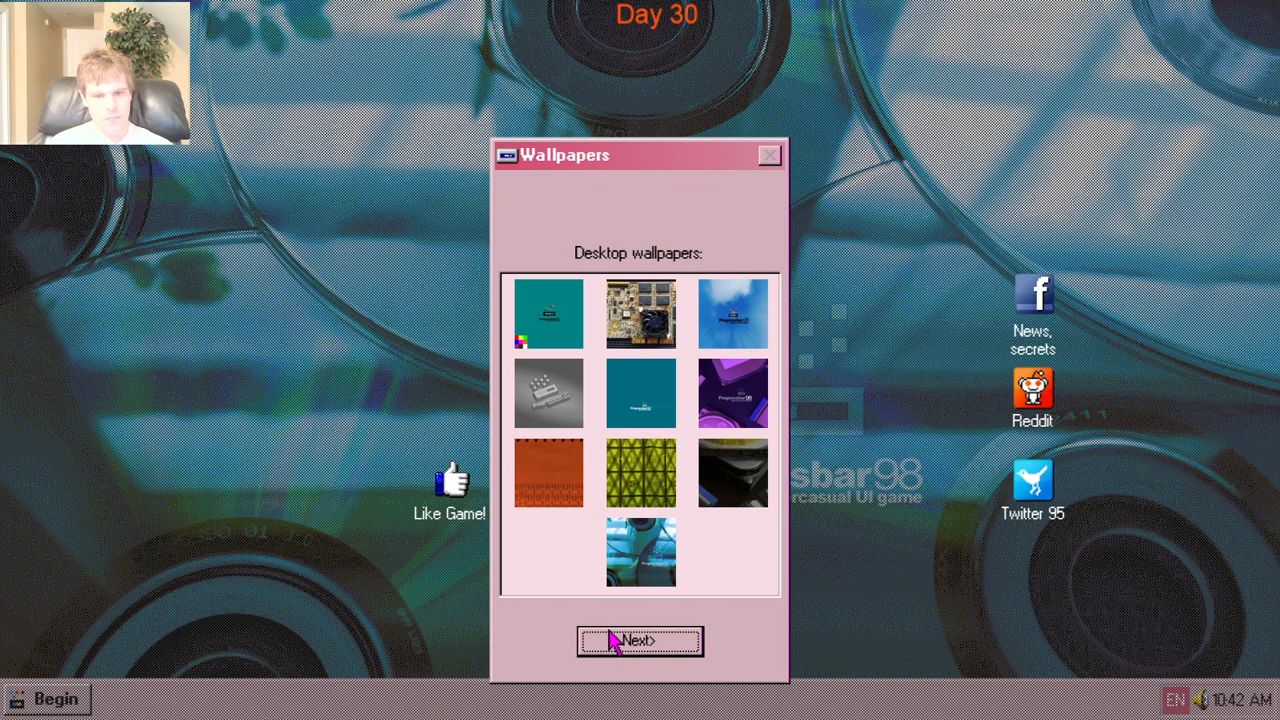 Day 30
Wallpapers
Desktop wallpapers:
News,
secrets
Reddit
sbar98
rcasual UI game
Like Game!
Twitter 95
Next>
Begin
EN
10:42 AM